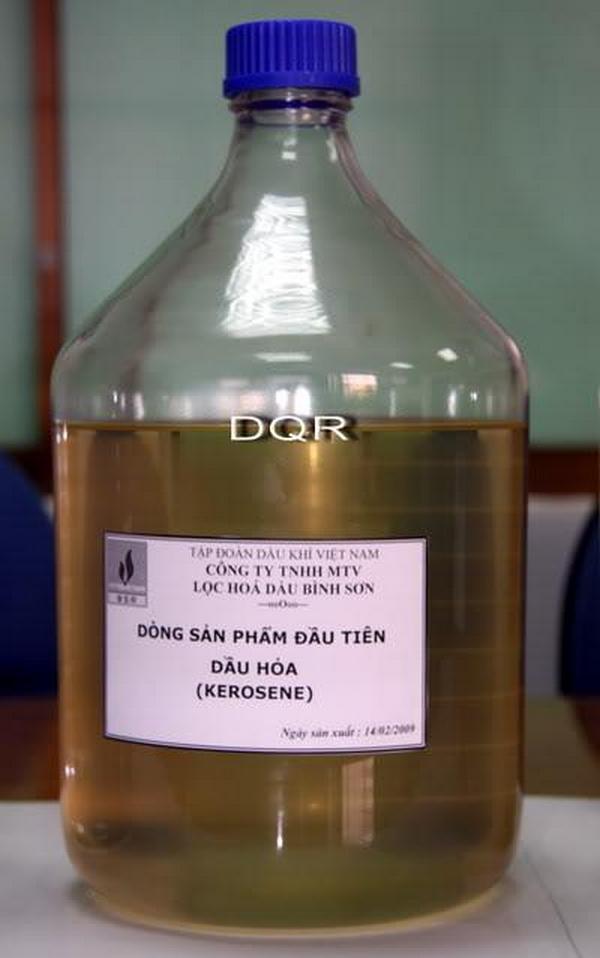 DQR
TẬP ĐOÀN DẦU KHÍ VIỆT NAM
CÔNG TY TNHH MTV
LỌC HOÁ DẦU BÌNH SƠN
---ooOoo---
DÒNG SẢN PHẨM ĐẦU TIÊN
DẦU HỎA
(KEROSENE)
Ngày sản xuất : 14/02/2009